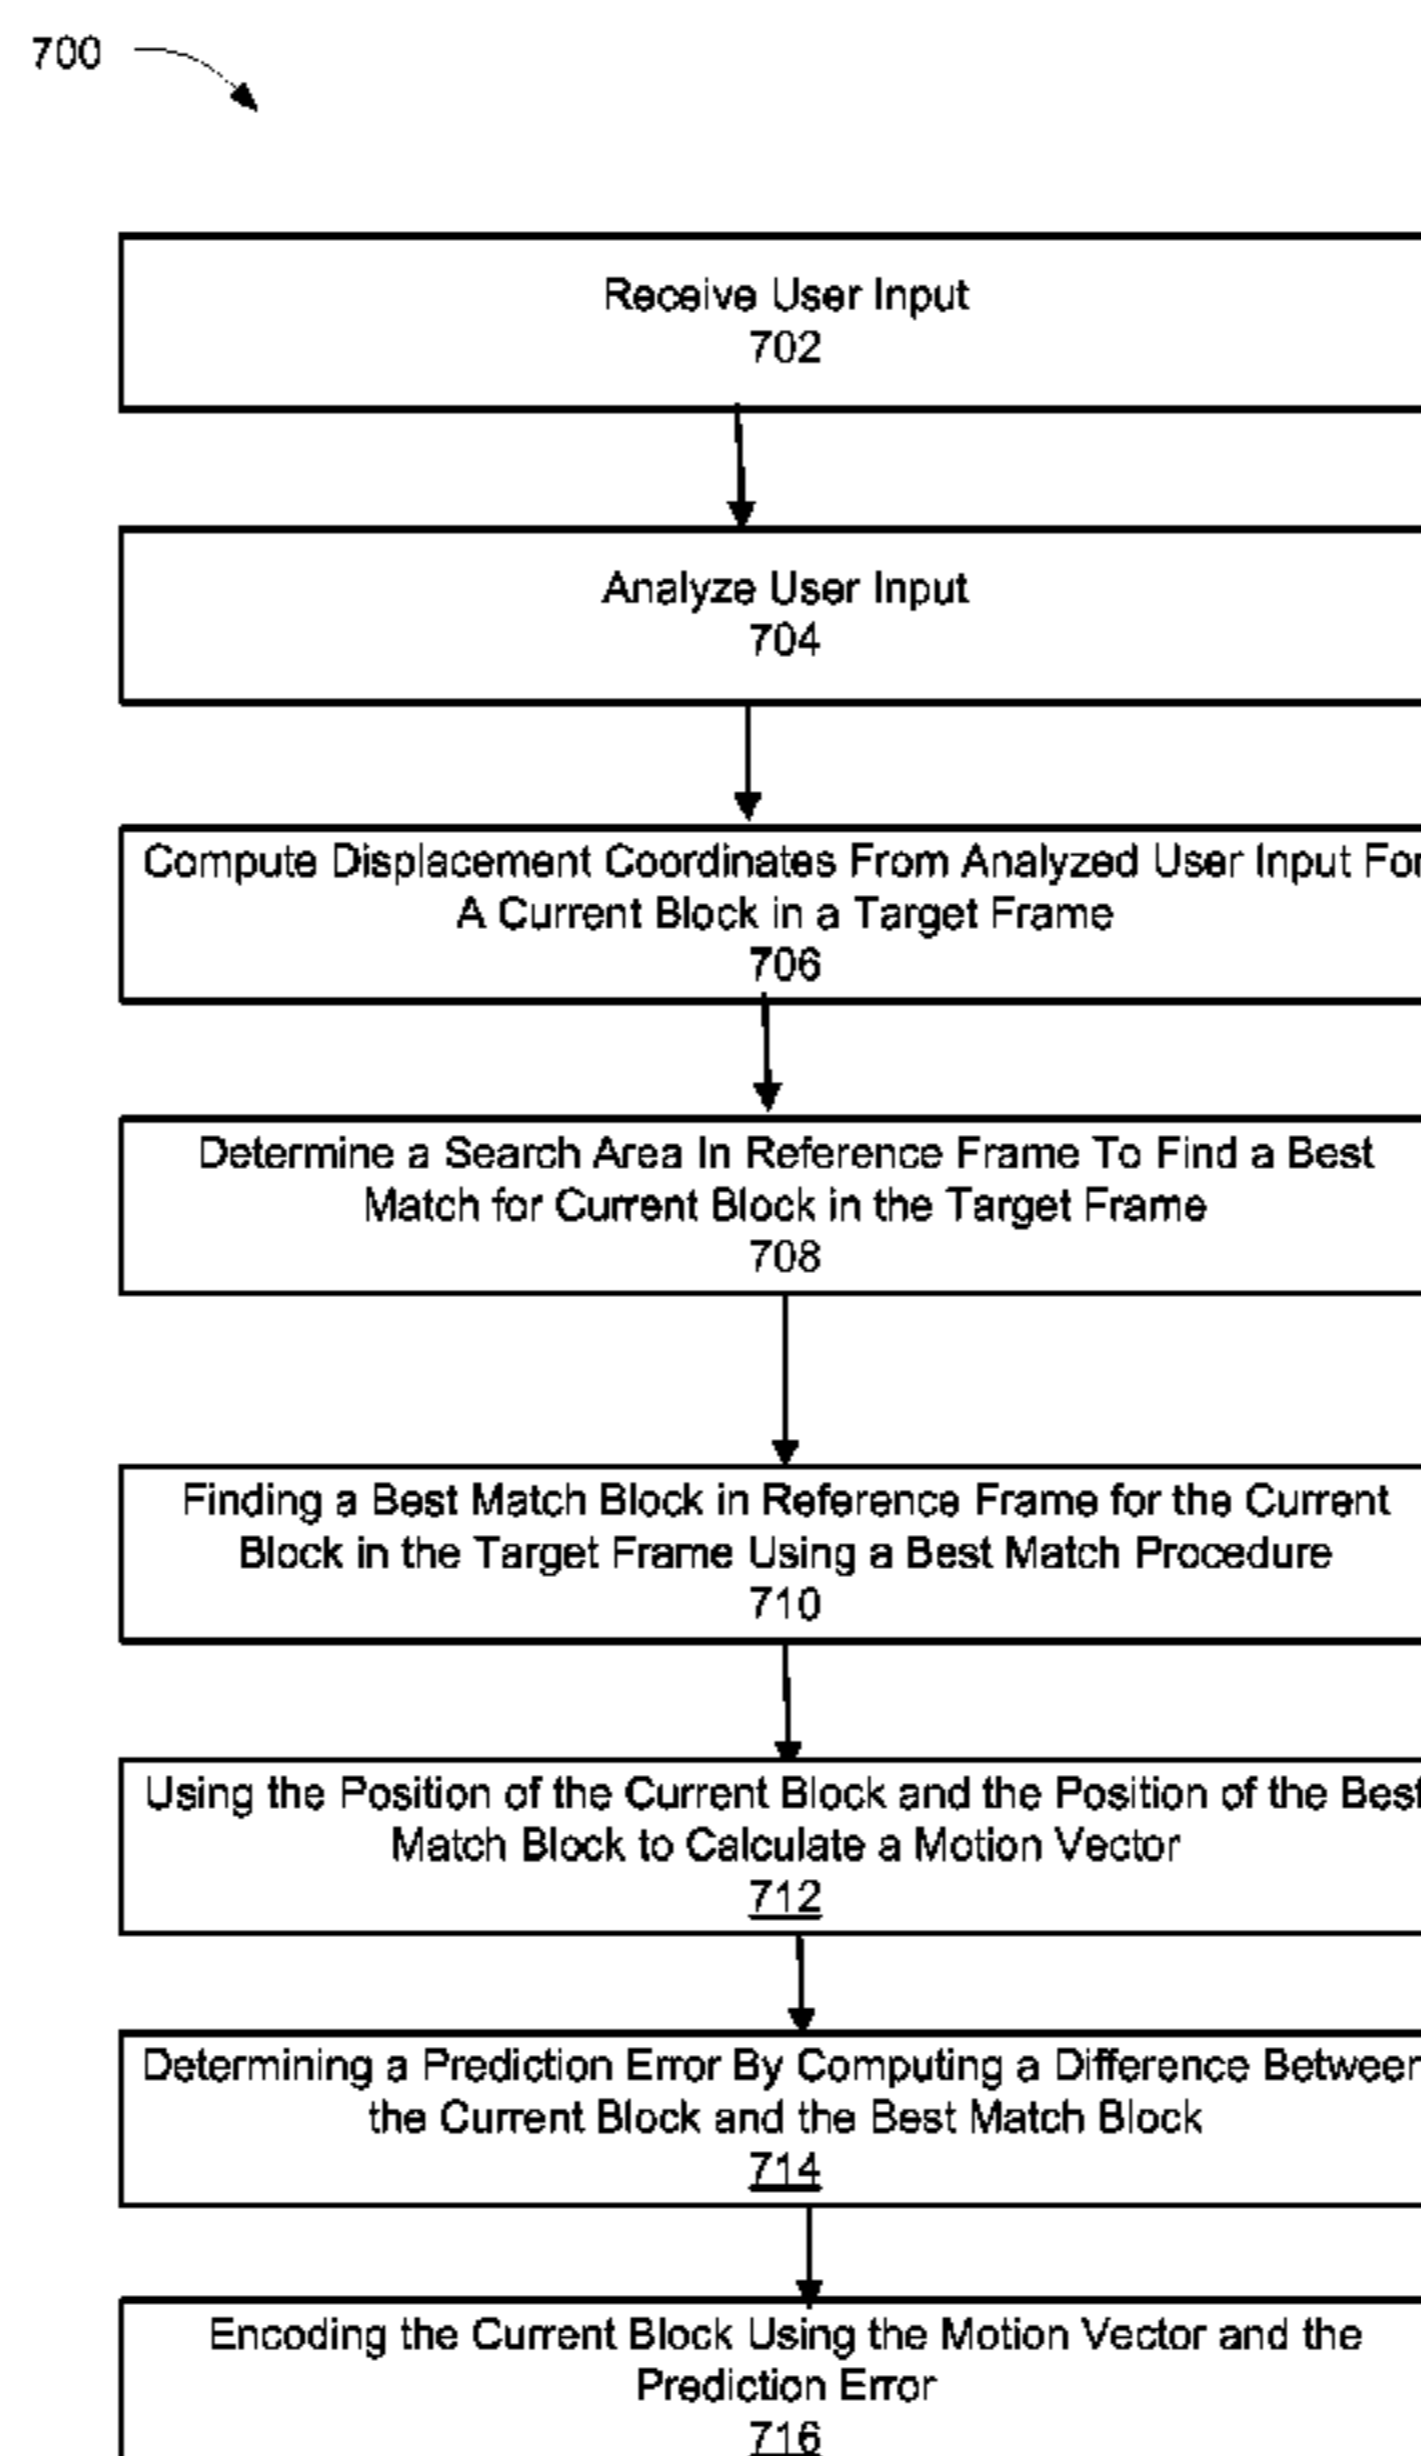 700
Receive User Input
702
Analyze User Input
704
Compute Displacement Coordinates From Analyzed User Input For
A Current Block in a Target Frame
706
Determine a Search Area In Reference Frame To Find a Best
Match for Current Block in the Target Frame
708
Finding a Best Match Block in Reference Frame for the Current
Block in the Target Frame Using a Best Match Procedure
710
Using the Position of the Current Block and the Position of the Best
Match Block to Calculate a Motion Vector
712
Determining a Prediction Error By Computing a Difference Between
the Current Block and the Best Match Block
714
Encoding the Current Block Using the Motion Vector and the
Prediction Error
716